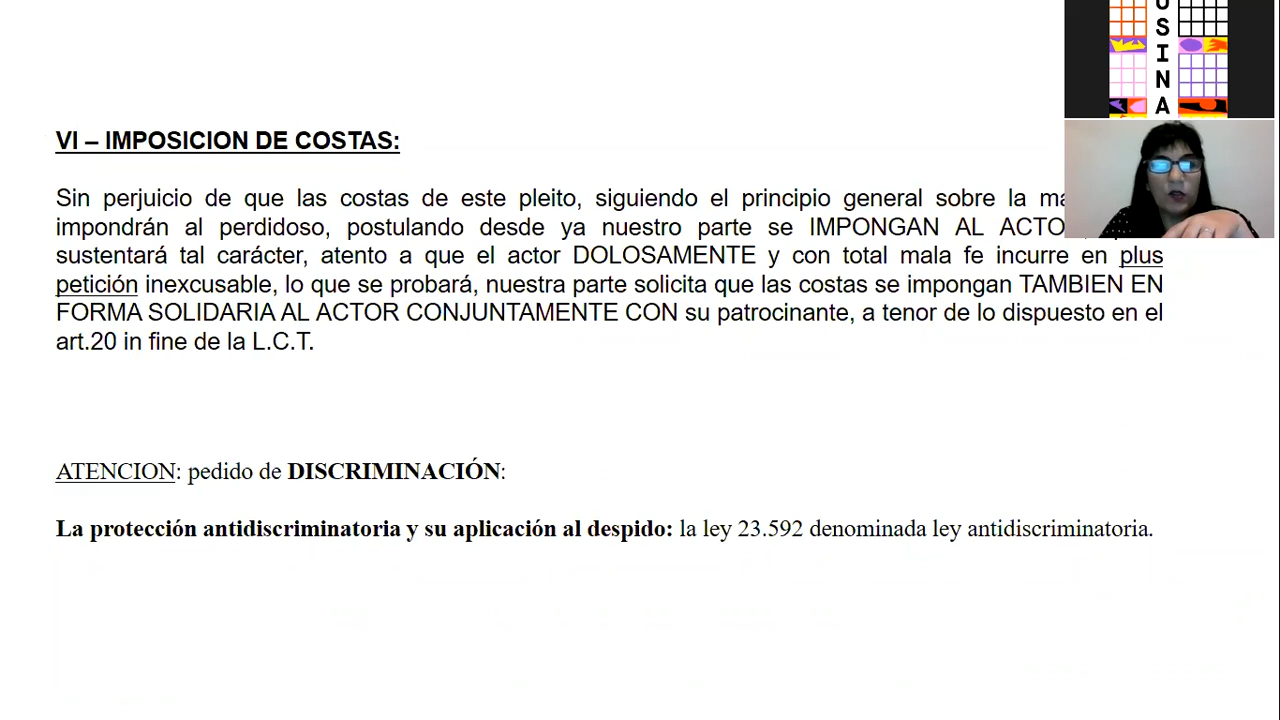 USINA
VI – IMPOSICION DE COSTAS:
Sin perjuicio de que las costas de este pleito, siguiendo el principio general sobre la
impondrán al perdidoso, postulando desde ya nuestro parte se IMPONGAN AL
sustentará tal carácter, atento a que el actor DOLOSAMENTE y con total mala fe incurre en plus
petición inexcusable, lo que se probará, nuestra parte solicita que las costas se impongan TAMBIEN EN
FORMA SOLIDARIA AL ACTOR CONJUNTAMENTE CON su patrocinante, a tenor de lo dispuesto en el
art.20 in fine de la L.C.T.
ATENCION: pedido de DISCRIMINACIÓN:
La protección antidiscriminatoria y su aplicación al despido: la ley 23.592 denominada ley antidiscriminatoria.